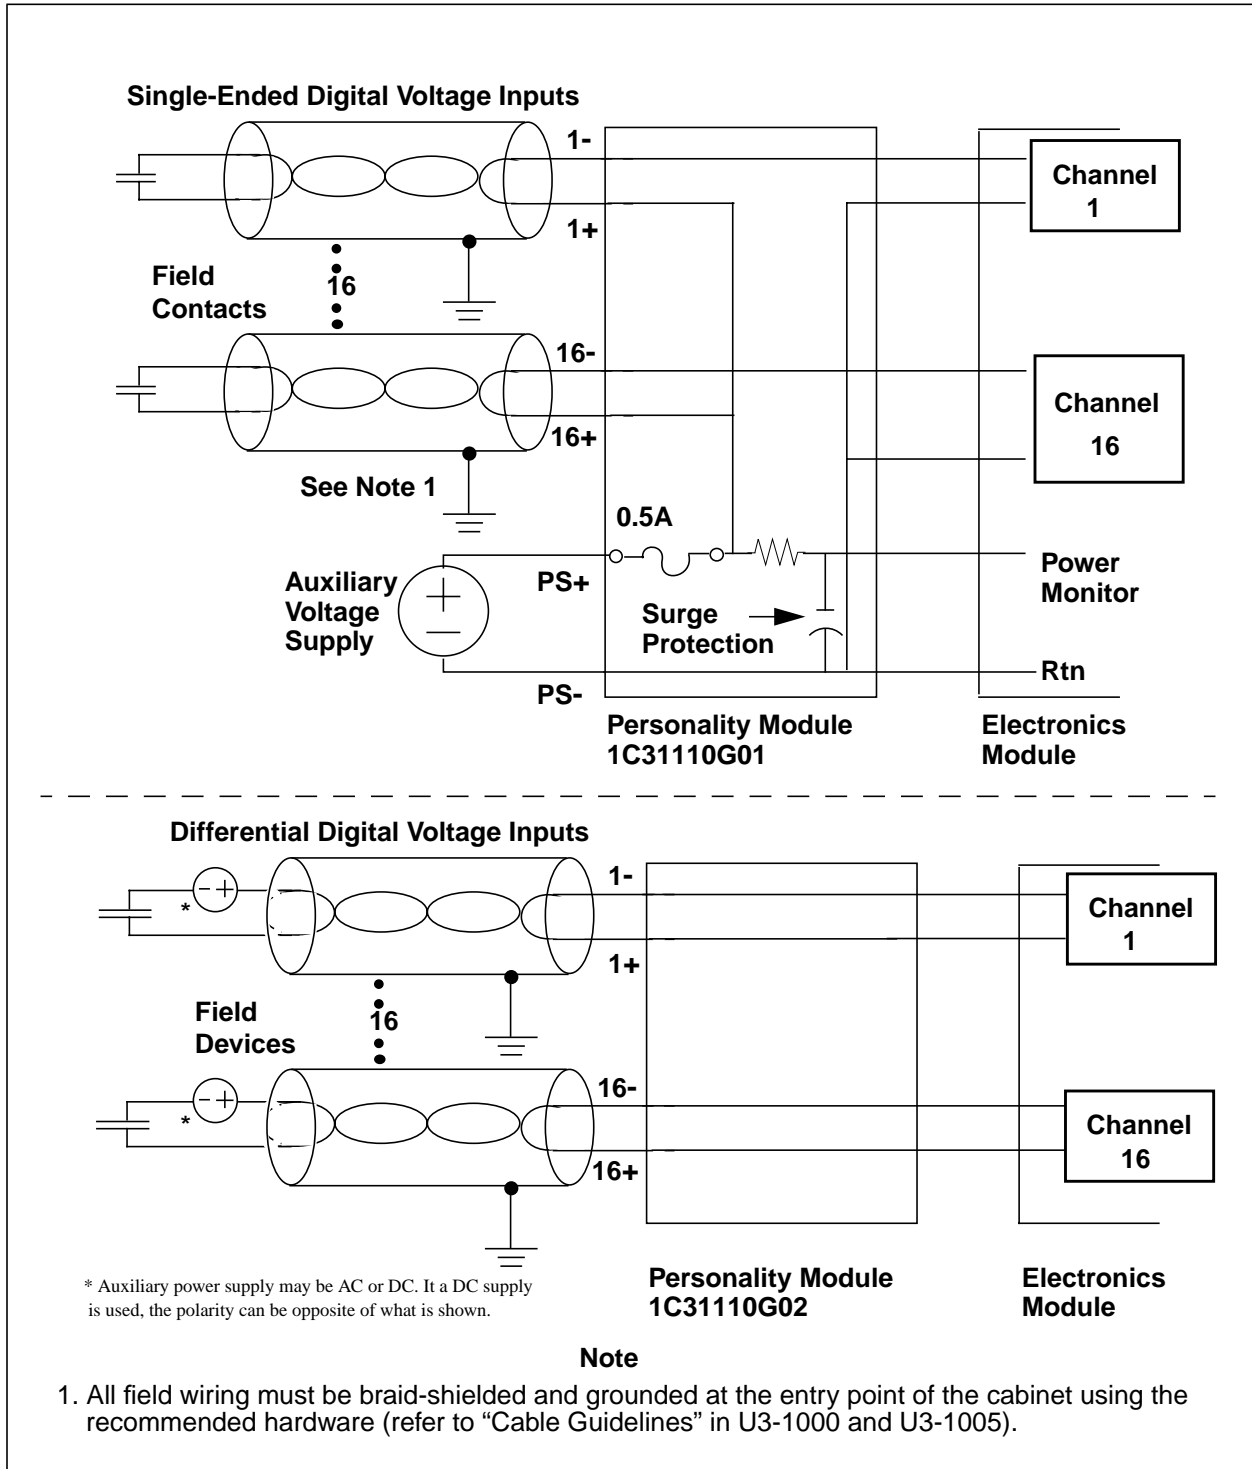 Single-Ended Digital Voltage Inputs
1-
1+
Channel
1
Field
Contacts
16
16-
16+
Channel
16
See Note 1
0.5A
Auxiliary
Voltage
Supply
PS+
PS-
Surge
Protection
Power
Monitor
Rtn
Personality Module
1C31110G01
Electronics
Module
Differential Digital Voltage Inputs
- +
*
1-
1+
Channel
1
Field
Devices
16
- +
*
16-
16+
Channel
16
* Auxiliary power supply may be AC or DC. It a DC supply
is used, the polarity can be opposite of what is shown.
Personality Module
1C31110G02
Electronics
Module
Note
1. All field wiring must be braid-shielded and grounded at the entry point of the cabinet using the
recommended hardware (refer to “Cable Guidelines” in U3-1000 and U3-1005).